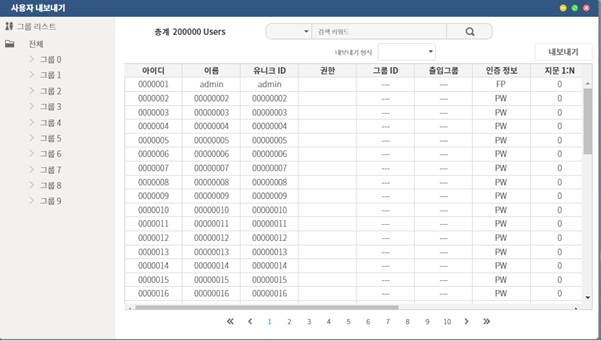 사용자 내보내기
그룹 리스트
전체
그룹 0
그룹 1
그룹 2
그룹 3
그룹 4
그룹 5
그룹 6
그룹 7
그룹 8
그룹 9
총계 200000 Users
검색 키워드
내보내기 형식
내보내기
아이디 이름 유니크 ID 권한 그룹 ID 출입그룹 인증 정보 지문 1:N
0000001 admin admin --- --- FP 0
0000002 00000002 00000002 --- --- PW 0
0000003 00000003 00000003 --- --- PW 0
0000004 00000004 00000004 --- --- PW 0
0000005 00000005 00000005 --- --- PW 0
0000006 00000006 00000006 --- --- PW 0
0000007 00000007 00000007 --- --- PW 0
0000008 00000008 00000008 --- --- PW 0
0000009 00000009 00000009 --- --- PW 0
0000010 00000010 00000010 --- --- PW 0
0000011 00000011 00000011 --- --- PW 0
0000012 00000012 00000012 --- --- PW 0
0000013 00000013 00000013 --- --- PW 0
0000014 00000014 00000014 --- --- PW 0
0000015 00000015 00000015 --- --- PW 0
0000016 00000016 00000016 --- --- PW 0
1 2 3 4 5 6 7 8 9 10